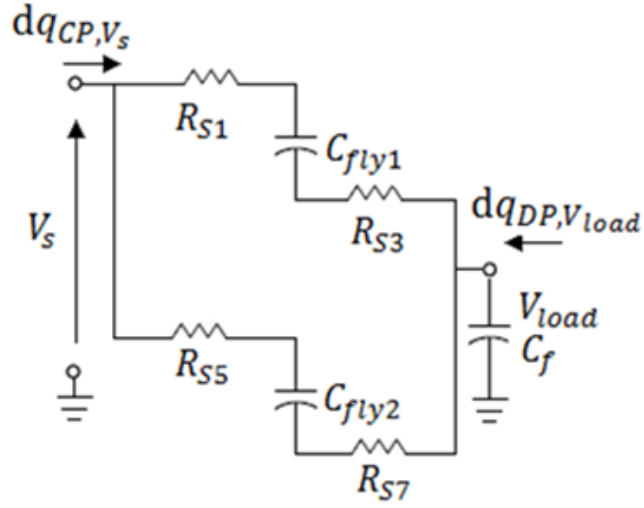 dq_{CP,V_s}
R_{S1}
C_{fly1}
R_{S3}
dq_{DP,V_{load}}
V_s
V_{load}
C_f
R_{S5}
C_{fly2}
R_{S7}